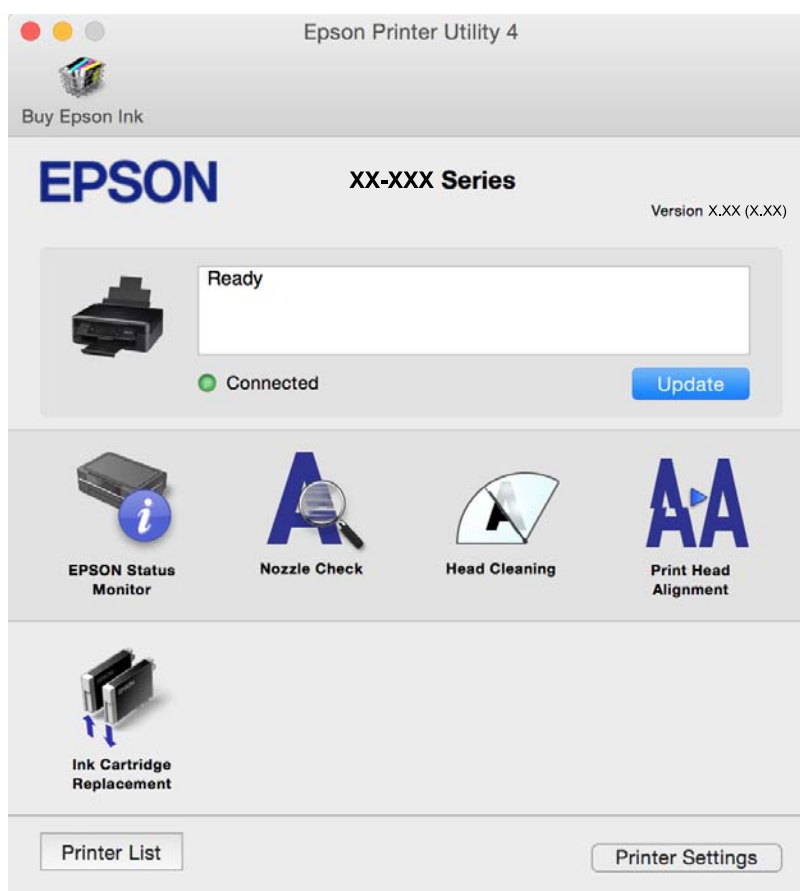 Epson Printer Utility 4
Buy Epson Ink
EPSON
XX-XXX Series
Version X.XX (X.XX)
Ready
Connected
Update
EPSON Status
Monitor
Nozzle Check
Head Cleaning
Print Head
Alignment
Ink Cartridge
Replacement
Printer List
Printer Settings